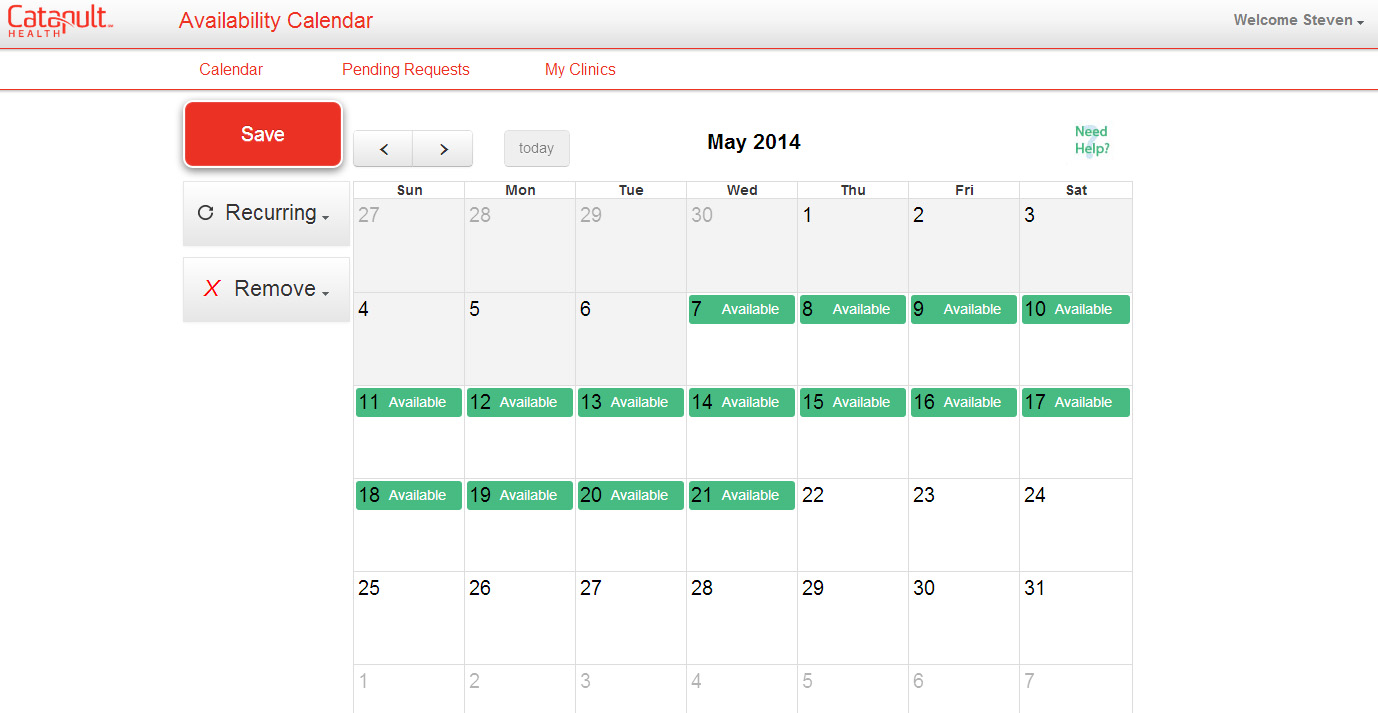 Catapult™
HEALTH
Availability Calendar
Welcome Steven
Calendar Pending Requests My Clinics
Save
< > today May 2014 Need
Help?
Recurring
X Remove
Sun Mon Tue Wed Thu Fri Sat
27 28 29 30 1 2 3
4 5 6 7 Available 8 Available 9 Available 10 Available
11 Available 12 Available 13 Available 14 Available 15 Available 16 Available 17 Available
18 Available 19 Available 20 Available 21 Available 22 23 24
25 26 27 28 29 30 31
1 2 3 4 5 6 7